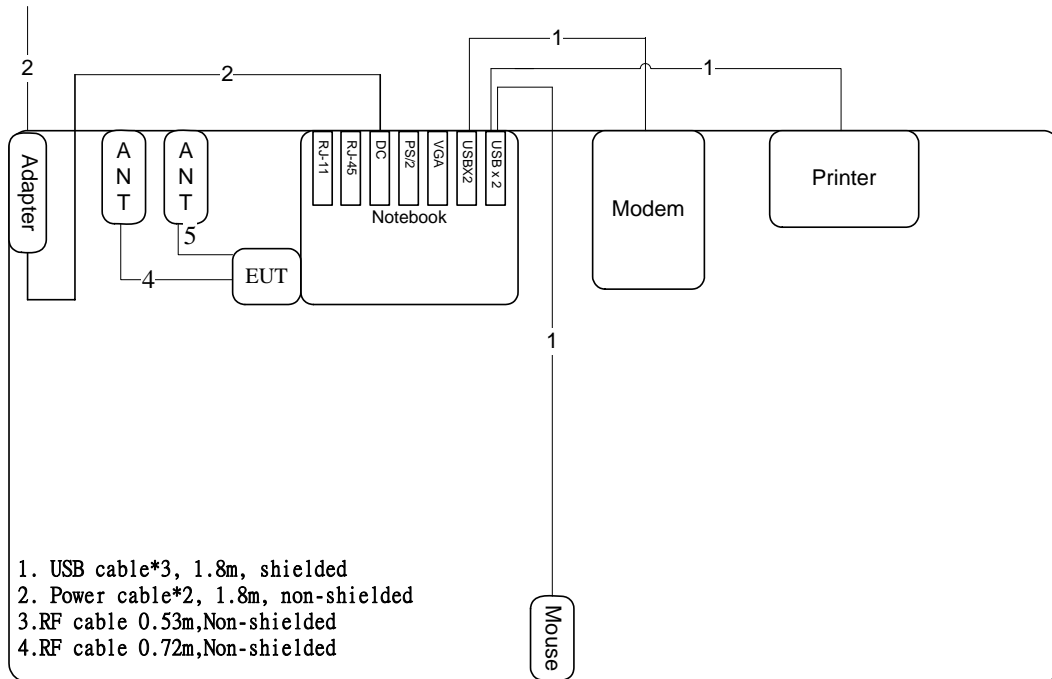 1
2
2
1
Adapter
ANT
ANT
RJ-11
RJ-45
DC
PS/2
VGA
USBX2
USB x 2
Notebook
Modem
Printer
5
4
EUT
1
1. USB cable*3, 1.8m, shielded
2. Power cable*2, 1.8m, non-shielded
3.RF cable 0.53m,Non-shielded
4.RF cable 0.72m,Non-shielded
Mouse